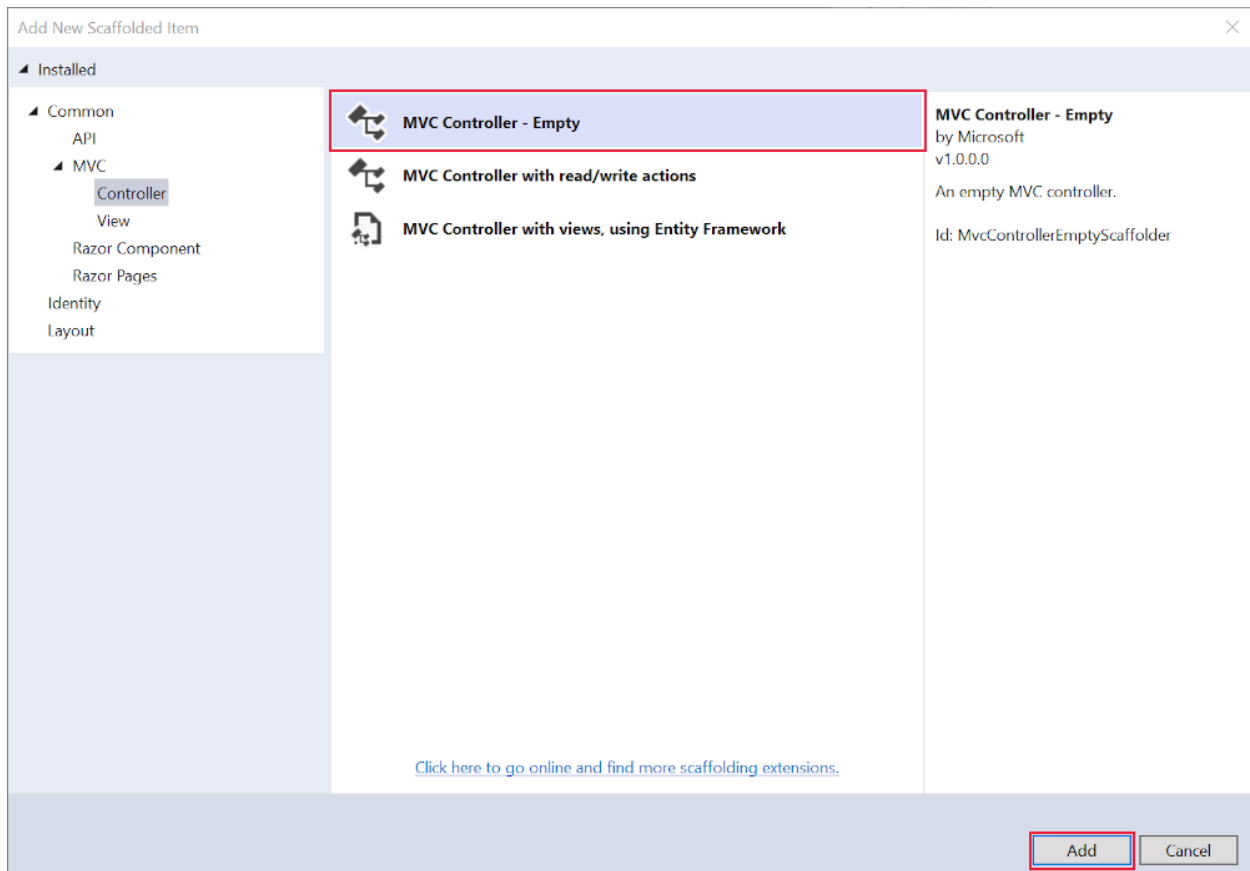 Add New Scaffolded Item
Installed
Common
API
MVC
Controller
View
Razor Component
Razor Pages
Identity
Layout
MVC Controller - Empty
MVC Controller with read/write actions
MVC Controller with views, using Entity Framework
Click here to go online and find more scaffolding extensions.
MVC Controller - Empty
by Microsoft
v1.0.0.0
An empty MVC controller.
Id: MvcControllerEmptyScaffolder
Add
Cancel